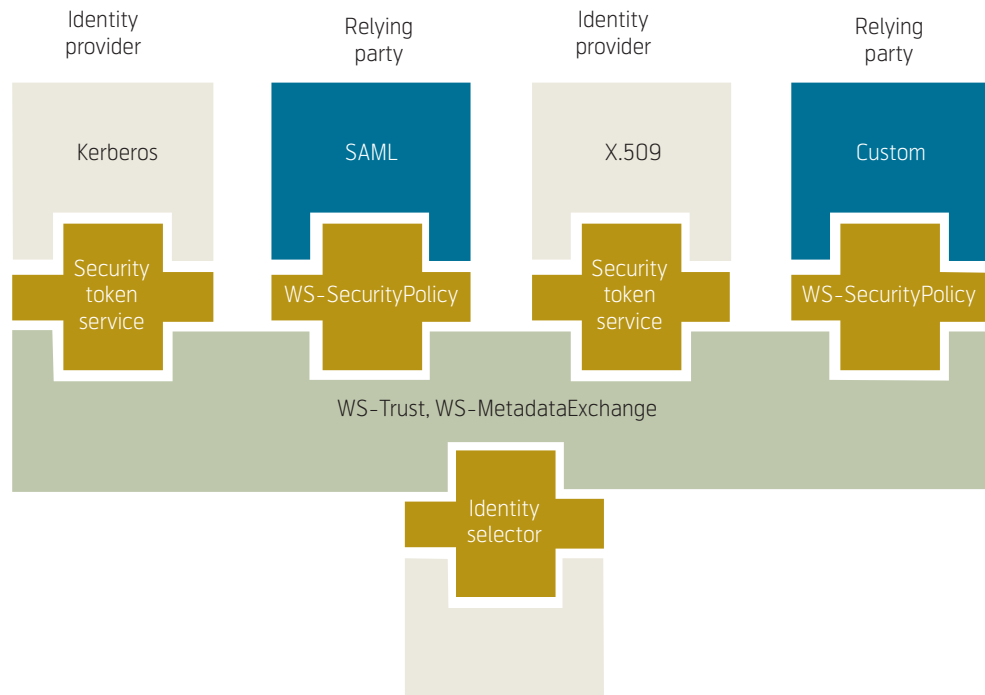 Identity
provider
Relying
party
Identity
provider
Relying
party
Kerberos
SAML
X.509
Custom
Security
token
service
WS-SecurityPolicy
Security
token
service
WS-SecurityPolicy
WS-Trust, WS-MetadataExchange
Identity
selector